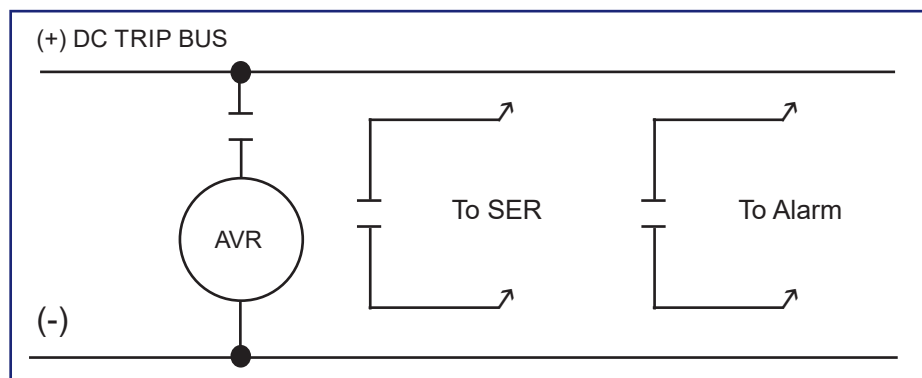 (+) DC TRIP BUS
To SER
To Alarm
AVR
(-)